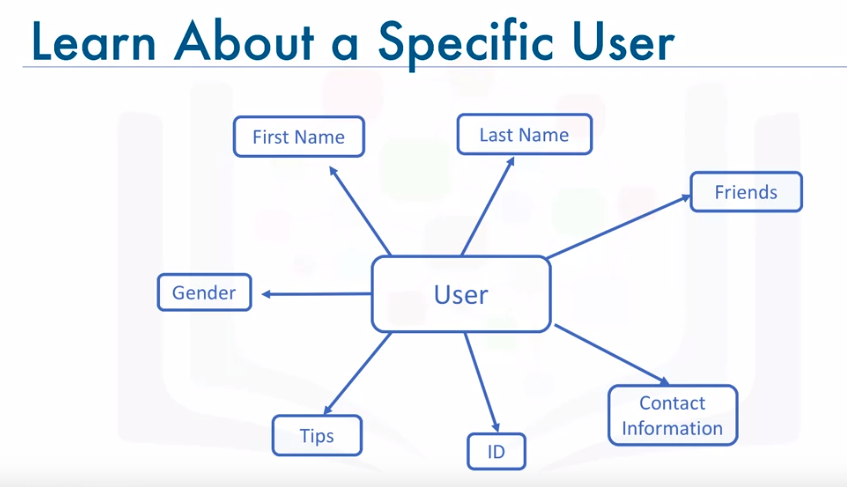 Learn About a Specific User
First Name
Last Name
Friends
Gender
User
Contact
Information
Tips
ID